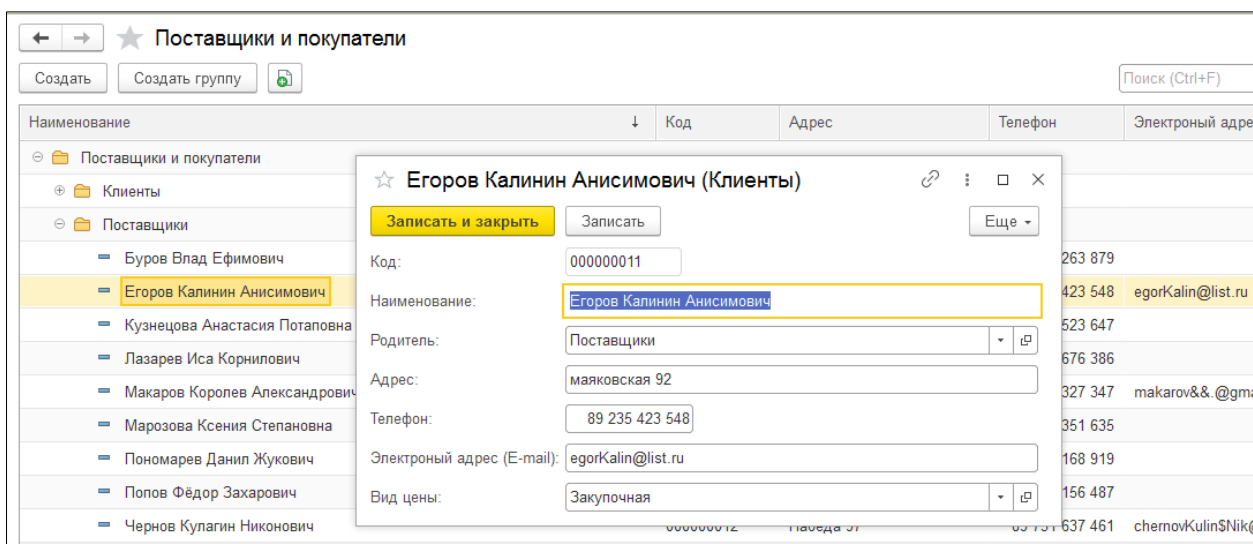 Поставщики и покупатели
Создать Создать группу Поиск (Ctrl+F)
Наименование ↓ Код Адрес Телефон Электроный адре
Поставщики и покупатели
Клиенты
Поставщики
Буров Влад Ефимович 263 879
Егоров Калинин Анисимович 423 548 egorKalin@list.ru
Кузнецова Анастасия Потаповна 523 647
Лазарев Иса Корнилович 676 386
Макаров Королев Александрович 327 347 makarov&&.@gma
Марозова Ксения Степановна 351 635
Пономарев Данил Жукович 168 919
Попов Фёдор Захарович 156 487
Чернов Кулагин Никонович 637 461 chernovKulin$Nik@
Егоров Калинин Анисимович (Клиенты)
Записать и закрыть Записать Еще
Код: 000000011
Наименование: Егоров Калинин Анисимович
Родитель: Поставщики
Адрес: маяковская 92
Телефон: 89 235 423 548
Электроный адрес (E-mail): egorKalin@list.ru
Вид цены: Закупочная